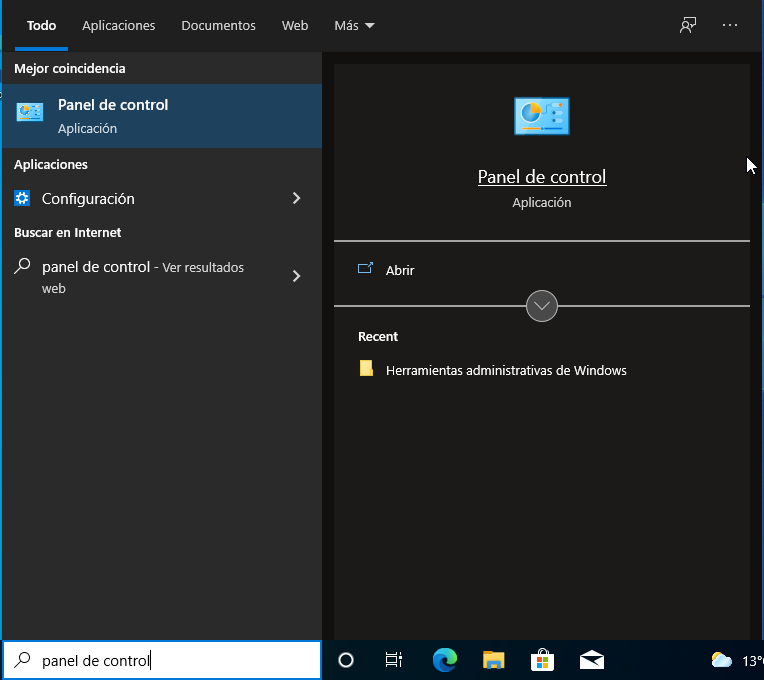 Todo Aplicaciones Documentos Web Más
Mejor coincidencia
Panel de control
Aplicación
Aplicaciones
Configuración
Buscar en Internet
panel de control - Ver resultados
web
Panel de control
Aplicación
Abrir
Recent
Herramientas administrativas de Windows
panel de control
13°